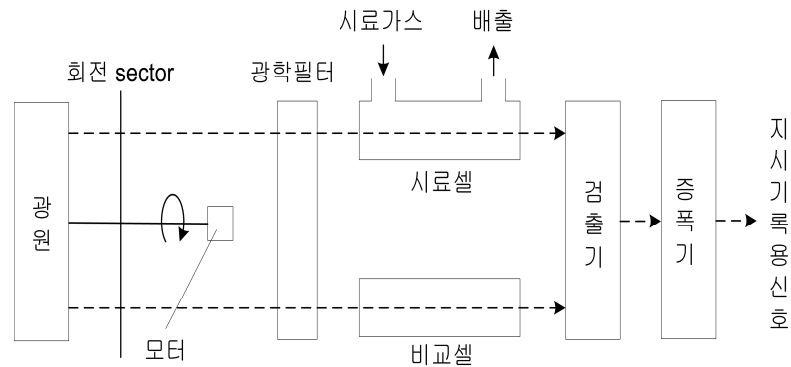 시료가스
배출
회전 sector
광학필터
광원
시료셀
검출기
증폭기
지시기록용신호
모터
비교셀